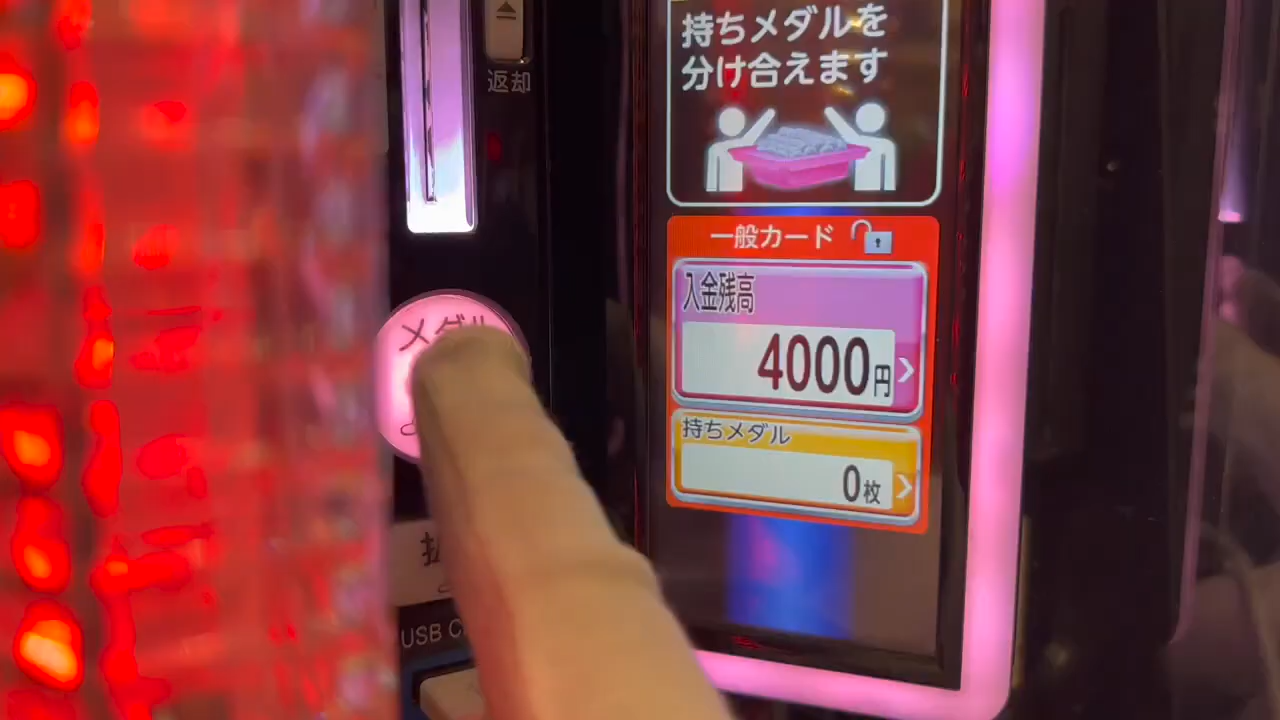 持ちメダルを
分け合えます
返却
一般カード
入金残高
4000円
メダル
持ちメダル
0枚
USB